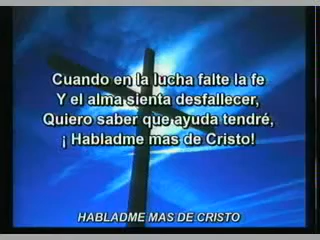 Cuando en la lucha falte la fe
Y el alma sienta desfallecer,
Quiero saber que ayuda tendré,
¡ Habladme mas de Cristo!
HABLADME MAS DE CRISTO